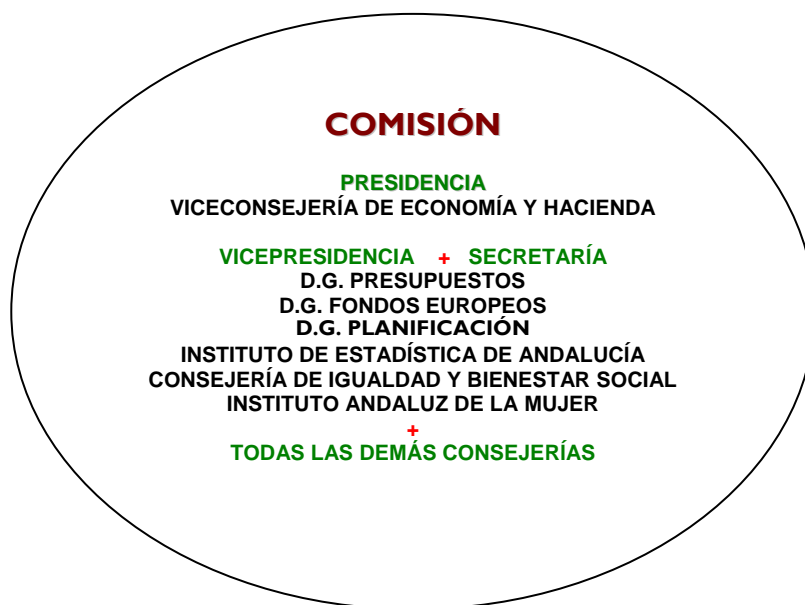 COMISIÓN
PRESIDENCIA
VICECONSEJERÍA DE ECONOMÍA Y HACIENDA
VICEPRESIDENCIA + SECRETARÍA
D.G. PRESUPUESTOS
D.G. FONDOS EUROPEOS
D.G. PLANIFICACIÓN
INSTITUTO DE ESTADÍSTICA DE ANDALUCÍA
CONSEJERÍA DE IGUALDAD Y BIENESTAR SOCIAL
INSTITUTO ANDALUZ DE LA MUJER
+
TODAS LAS DEMÁS CONSEJERÍAS